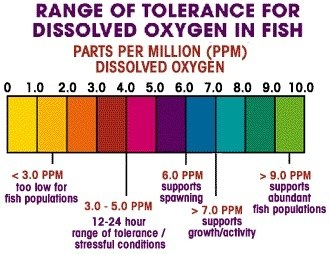 RANGE OF TOLERANCE FOR
DISSOLVED OXYGEN IN FISH
PARTS PER MILLION (PPM)
DISSOLVED OXYGEN
0 1.0 2.0 3.0 4.0 5.0 6.0 7.0 8.0 9.0 10.0
< 3.0 PPM
too low for
fish populations
3.0 - 5.0 PPM
12-24 hour
range of tolerance /
stressful conditions
6.0 PPM
supports
spawning
> 7.0 PPM
supports
growth/activity
> 9.0 PPM
supports
abundant
fish populations